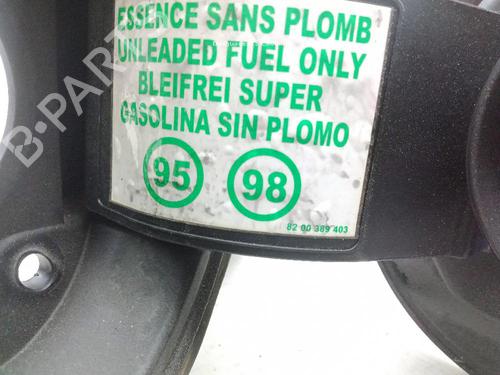 ESSENCE SANS PLOMB
UNLEADED FUEL ONLY
BLEIFREI SUPER
GASOLINA SIN PLOMO
95 98
82 00 389 403
B-PARTS